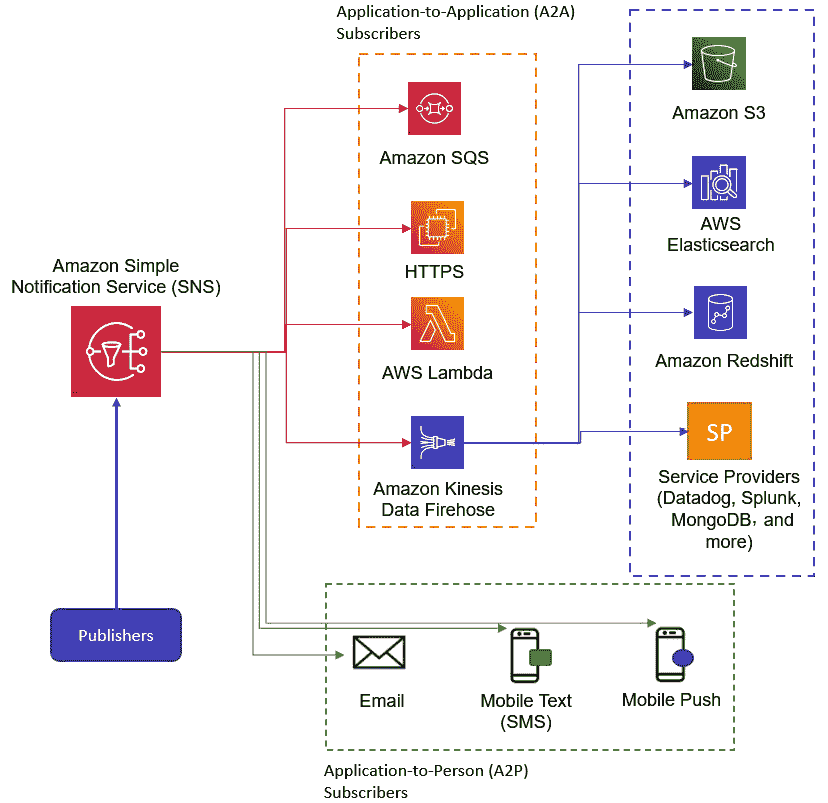 Application-to-Application (A2A)
Subscribers
Amazon S3
Amazon SQS
AWS
Elasticsearch
HTTPS
Amazon Simple
Notification Service (SNS)
AWS Lambda
Amazon Redshift
SP
Amazon Kinesis
Data Firehose
Service Providers
(Datadog, Splunk,
MongoDB, and
more)
Publishers
Email
Mobile Text
(SMS)
Mobile Push
Application-to-Person (A2P)
Subscribers